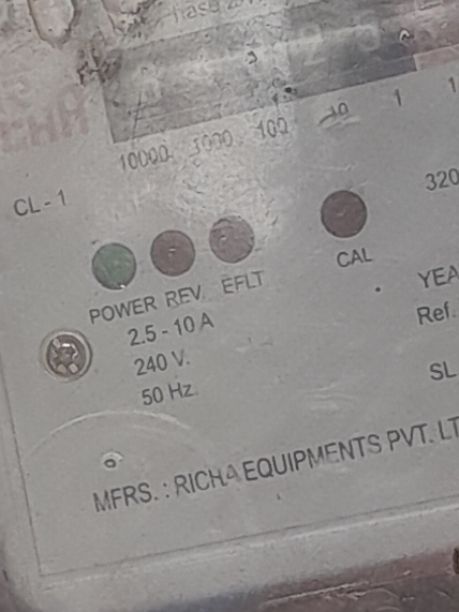 10000 1000 100 10 1 1
CL-1
320
POWER REV EFLT
CAL
YEA
2.5-10 A
Ref.
240 V.
50 Hz.
SL
MFRS. : RICHA EQUIPMENTS PVT. LT